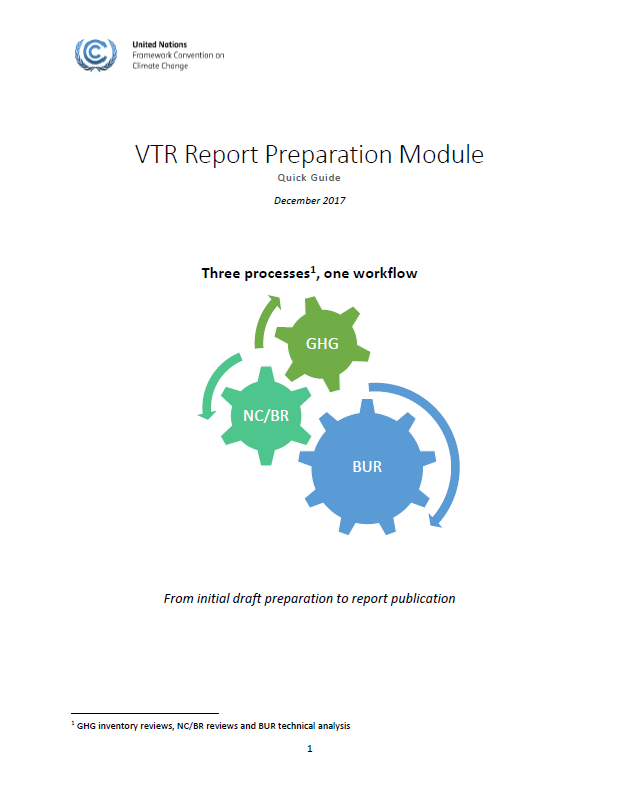 United Nations
Framework Convention on
Climate Change
VTR Report Preparation Module
Quick Guide
December 2017
Three processes1, one workflow
GHG
NC/BR
BUR
From initial draft preparation to report publication
1 GHG inventory reviews, NC/BR reviews and BUR technical analysis
1